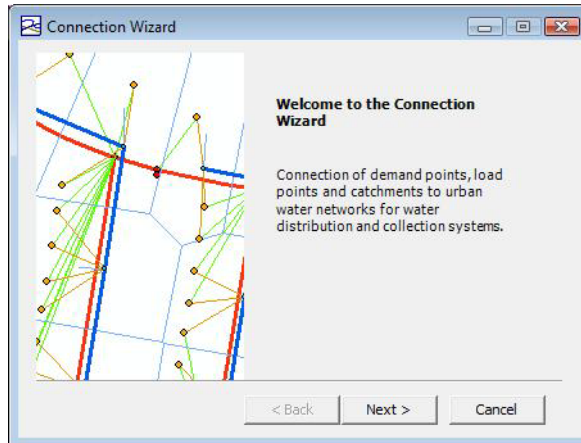 Connection Wizard
Welcome to the Connection
Wizard
Connection of demand points, load
points and catchments to urban
water networks for water
distribution and collection systems.
< Back
Next >
Cancel